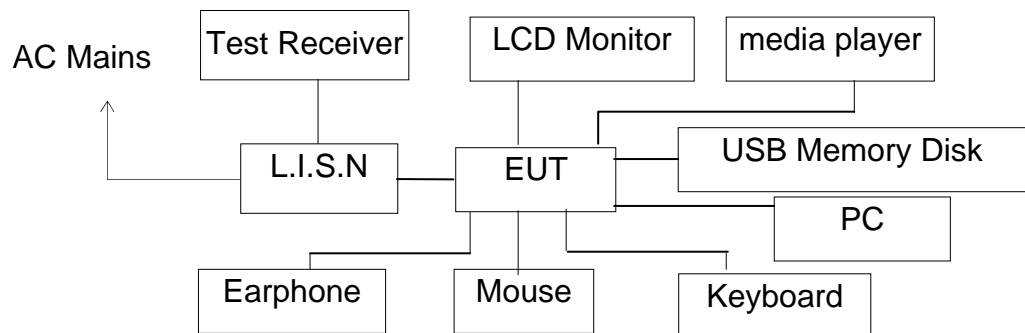 AC Mains
Test Receiver
LCD Monitor
media player
L.I.S.N
EUT
USB Memory Disk
PC
Earphone
Mouse
Keyboard